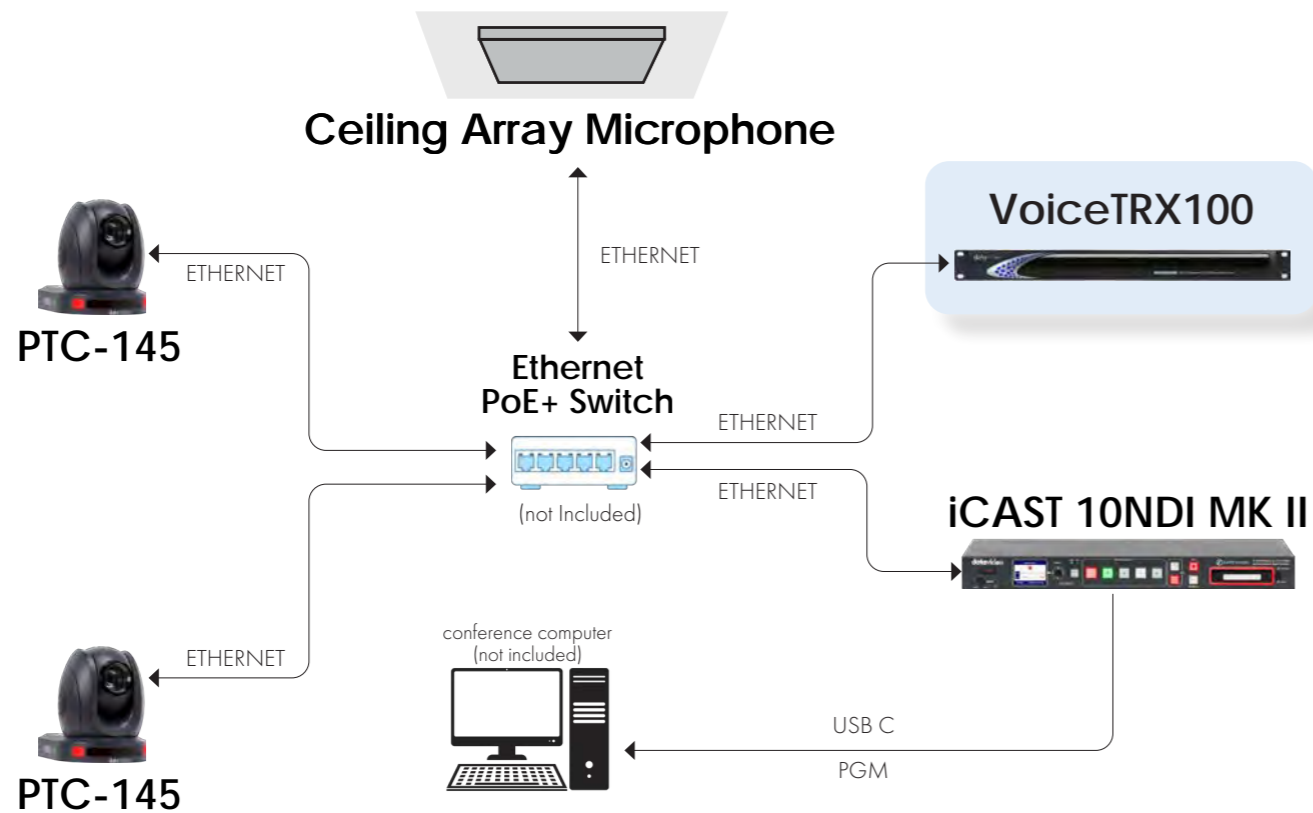 Ceiling Array Microphone
VoiceTRX100
ETHERNET
ETHERNET
PTC-145
Ethernet
PoE+ Switch
ETHERNET
ETHERNET
(not Included)
iCAST 10NDI MK II
datavideo
conference computer
(not included)
ETHERNET
USB C
PGM
PTC-145